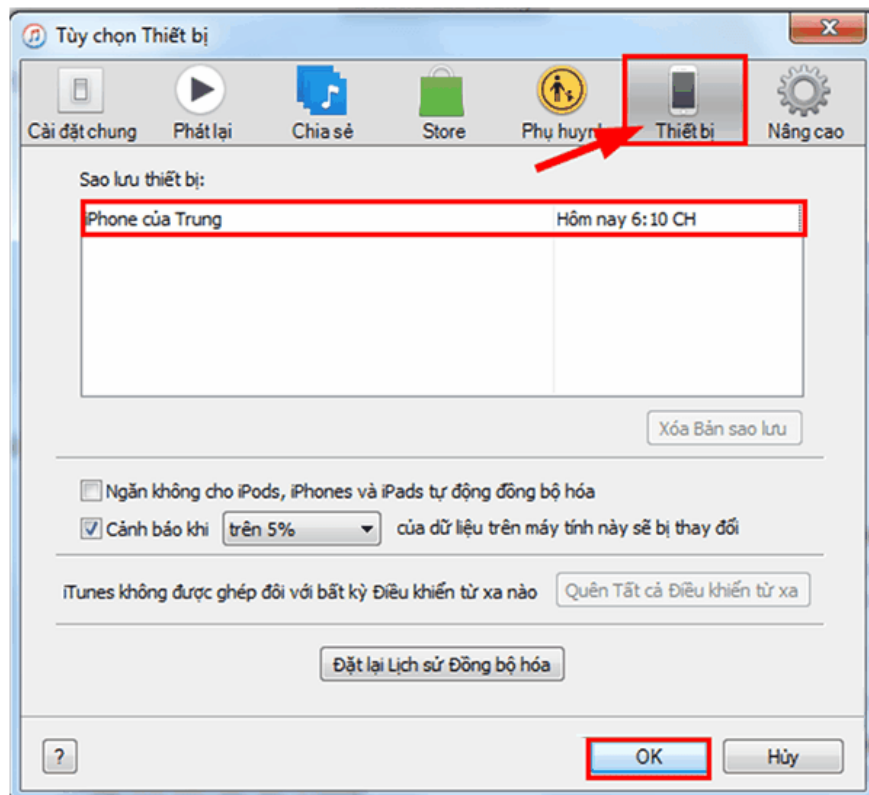 Tùy chọn Thiết bị
Cài đặt chung Phát lại Chia sẻ Store Phụ huynh Thiết bị Nâng cao
Sao lưu thiết bị:
iPhone của Trung Hôm nay 6:10 CH
Xóa Bản sao lưu
Ngăn không cho iPods, iPhones và iPads tự động đồng bộ hóa
Cảnh báo khi trên 5% của dữ liệu trên máy tính này sẽ bị thay đổi
iTunes không được ghép đôi với bất kỳ Điều khiển từ xa nào Quên Tất cả Điều khiển từ xa
Đặt lại Lịch sử Đồng bộ hóa
? OK Hủy